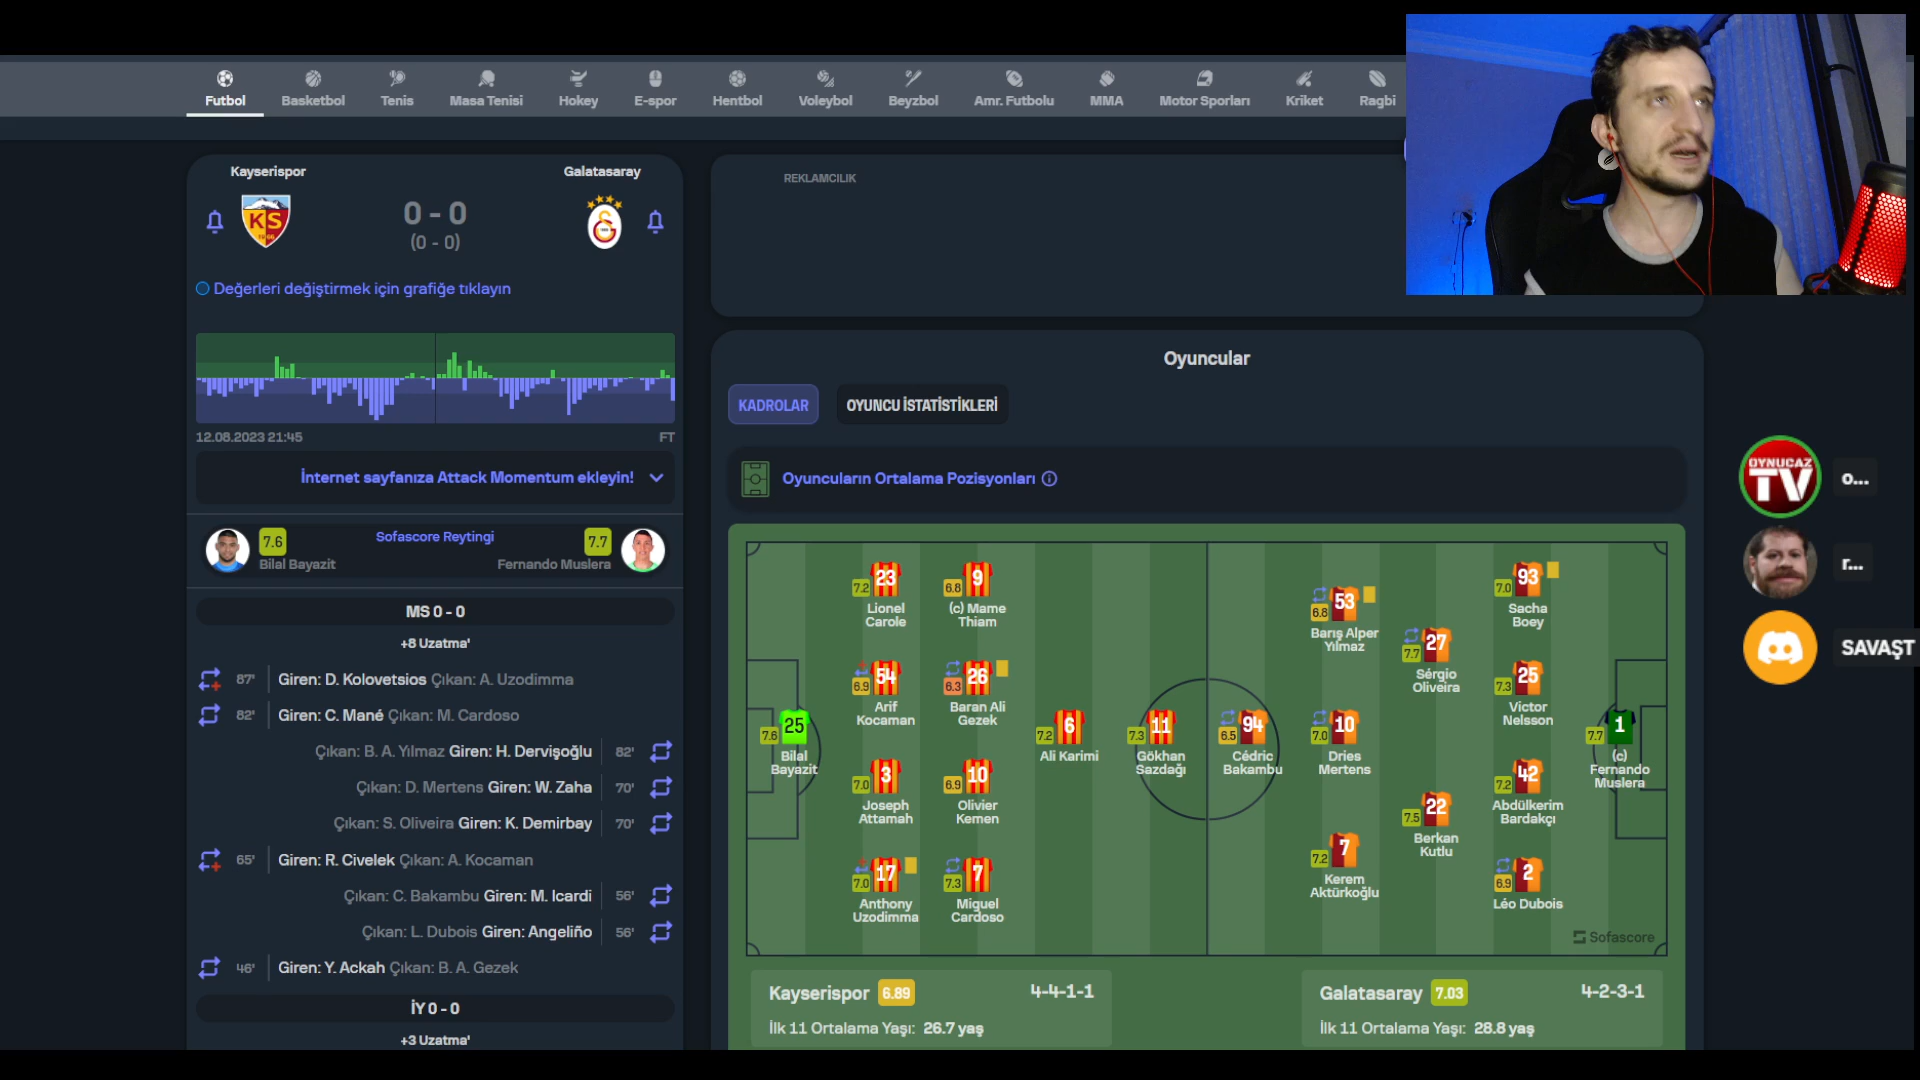 Futbol
Basketbol
Tenis
Masa Tenisi
Hokey
E-spor
Hentbol
Voleybol
Beyzbol
Amr. Futbolu
MMA
Motor Sporları
Kriket
Ragbi
Kayserispor
Galatasaray
KS
0 - 0
(0 - 0)
Değerleri değiştirmek için grafiğe tıklayın
12.08.2023 21:45
FT
İnternet sayfanıza Attack Momentum ekleyin!
7.6
Sofascore Reytingi
7.7
Bilal Bayazit
Fernando Muslera
MS 0 - 0
+8 Uzatma'
87' Giren: D. Kolovetsios Çıkan: A. Uzodimma
82' Giren: C. Mané Çıkan: M. Cardoso
Çıkan: B. A. Yılmaz Giren: H. Dervişoğlu 82'
Çıkan: D. Mertens Giren: W. Zaha 70'
Çıkan: S. Oliveira Giren: K. Demirbay 70'
65' Giren: R. Civelek Çıkan: A. Kocaman
Çıkan: C. Bakambu Giren: M. Icardi 56'
Çıkan: L. Dubois Giren: Angeliño 56'
46' Giren: Y. Ackah Çıkan: B. A. Gezek
İY 0 - 0
+3 Uzatma'
REKLAMCILIK
Oyuncular
KADROLAR
OYUNCU İSTATİSTİKLERİ
Oyuncuların Ortalama Pozisyonları
25
7.6
Bilal
Bayazit
23
7.2
Lionel
Carole
54
6.9
Arif
Kocaman
3
7.0
Joseph
Attamah
17
7.0
Anthony
Uzodimma
9
6.8
(c) Mame
Thiam
26
6.3
Baran Ali
Gezek
10
6.9
Olivier
Kemen
7
7.3
Miguel
Cardoso
6
7.2
Ali Karimi
11
7.3
Gökhan
Sazdağı
94
6.5
Cédric
Bakambu
53
6.8
Barış Alper
Yılmaz
10
7.0
Dries
Mertens
7
7.2
Kerem
Aktürkoğlu
27
7.7
Sérgio
Oliveira
22
7.5
Berkan
Kutlu
93
7.0
Sacha
Boey
25
7.3
Victor
Nelsson
42
7.2
Abdülkerim
Bardakçı
2
6.9
Léo Dubois
1
7.7
(c)
Fernando
Muslera
Sofascore
Kayserispor 6.89
4-4-1-1
İlk 11 Ortalama Yaşı: 26.7 yaş
Galatasaray 7.03
4-2-3-1
İlk 11 Ortalama Yaşı: 28.8 yaş
OYNUCAZ
TV
o...
r...
SAVAŞT